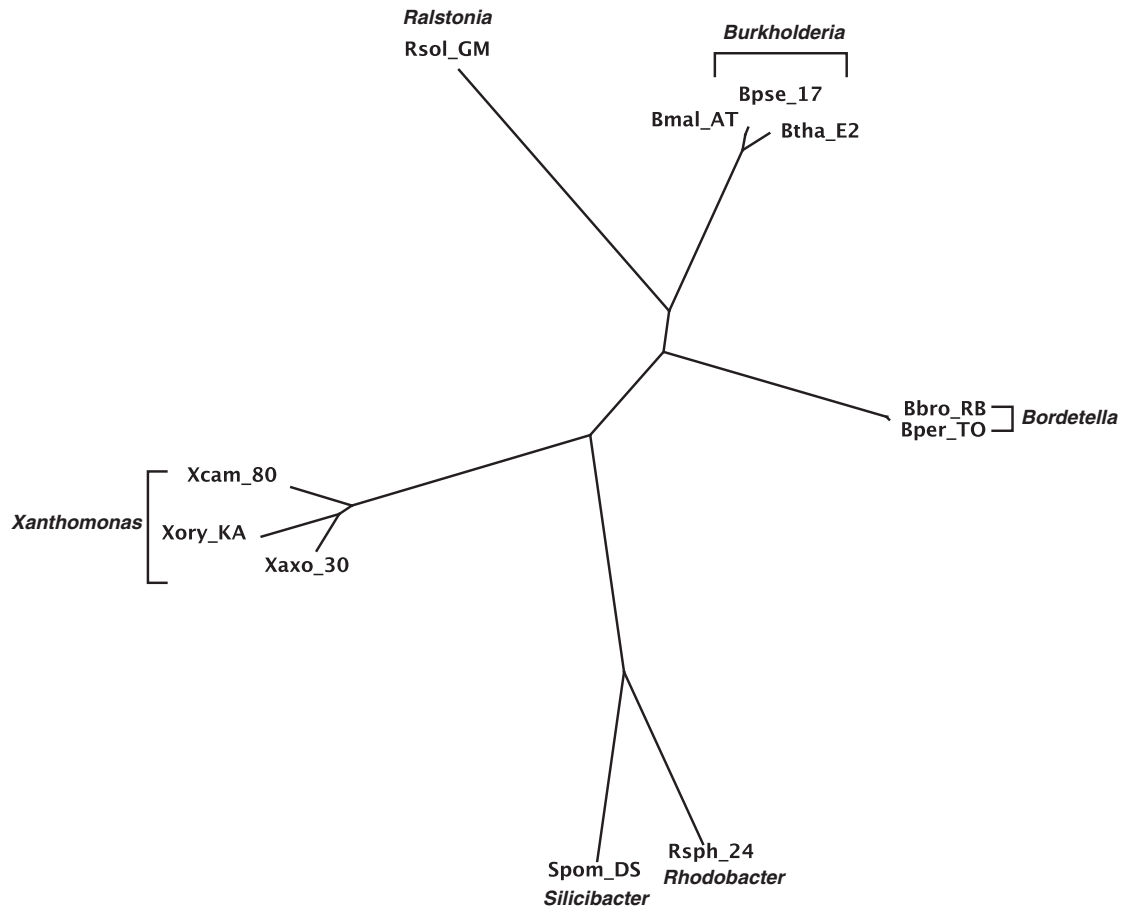 Ralstonia
Rsol_GM
Burkholderia
Bpse_17
Bmal_AT
Btha_E2
Bbro_RB
Bper_TO
Bordetella
Xcam_80
Xanthomonas
Xory_KA
Xaxo_30
Rsph_24
Rhodobacter
Spom_DS
Silicibacter